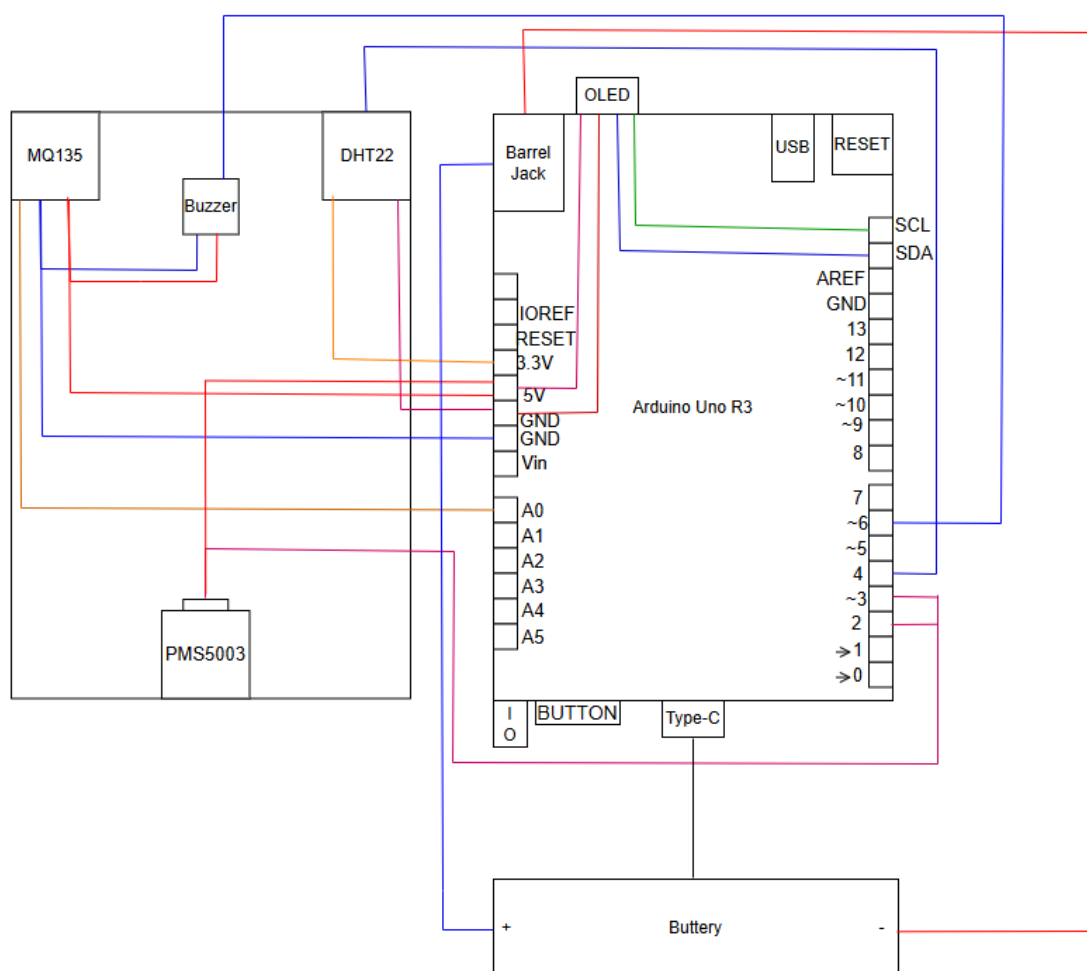 OLED
MQ135
DHT22
Barrel
Jack
USB
RESET
Buzzer
SCL
SDA
AREF
GND
13
12
~11
~10
~9
8
IOREF
RESET
3.3V
5V
GND
GND
Vin
Arduino Uno R3
A0
A1
A2
A3
A4
A5
7
~6
~5
4
~3
2
→1
→0
PMS5003
I
O
BUTTON
Type-C
+ Buttery -